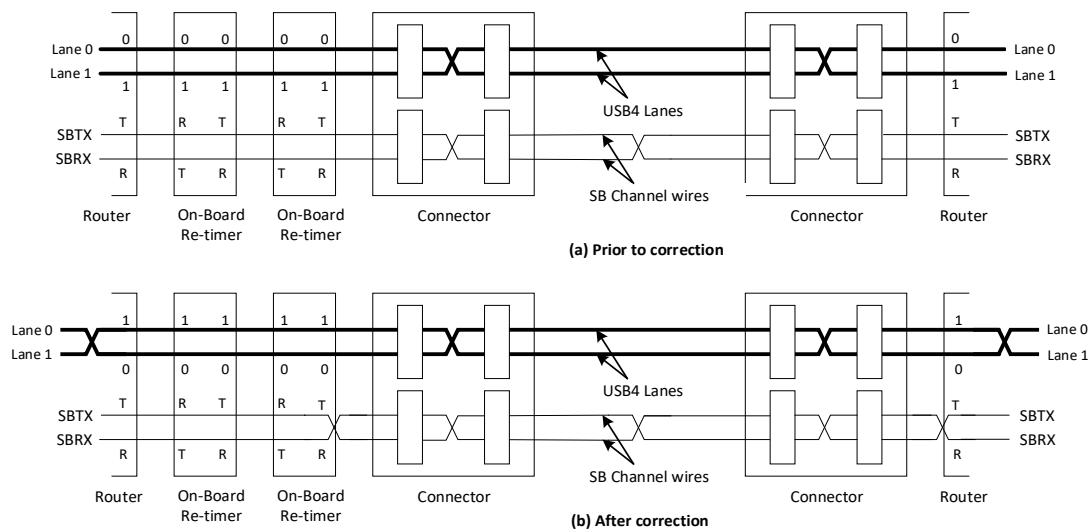 0 0 0 0 0 0
Lane 0 Lane 0
Lane 1 Lane 1
1 1 1 1 1 1
USB4 Lanes
T R T R T T
SBTX SBTX
SBRX SBRX
R T R T R R
SB Channel wires
Router On-Board Re-timer On-Board Re-timer Connector Connector Router
(a) Prior to correction
1 1 1 1 1 1
Lane 0 Lane 0
Lane 1 Lane 1
0 0 0 0 0 0
USB4 Lanes
T R T R T T
SBTX SBTX
SBRX SBRX
R T R T R R
SB Channel wires
Router On-Board Re-timer On-Board Re-timer Connector Connector Router
(b) After correction